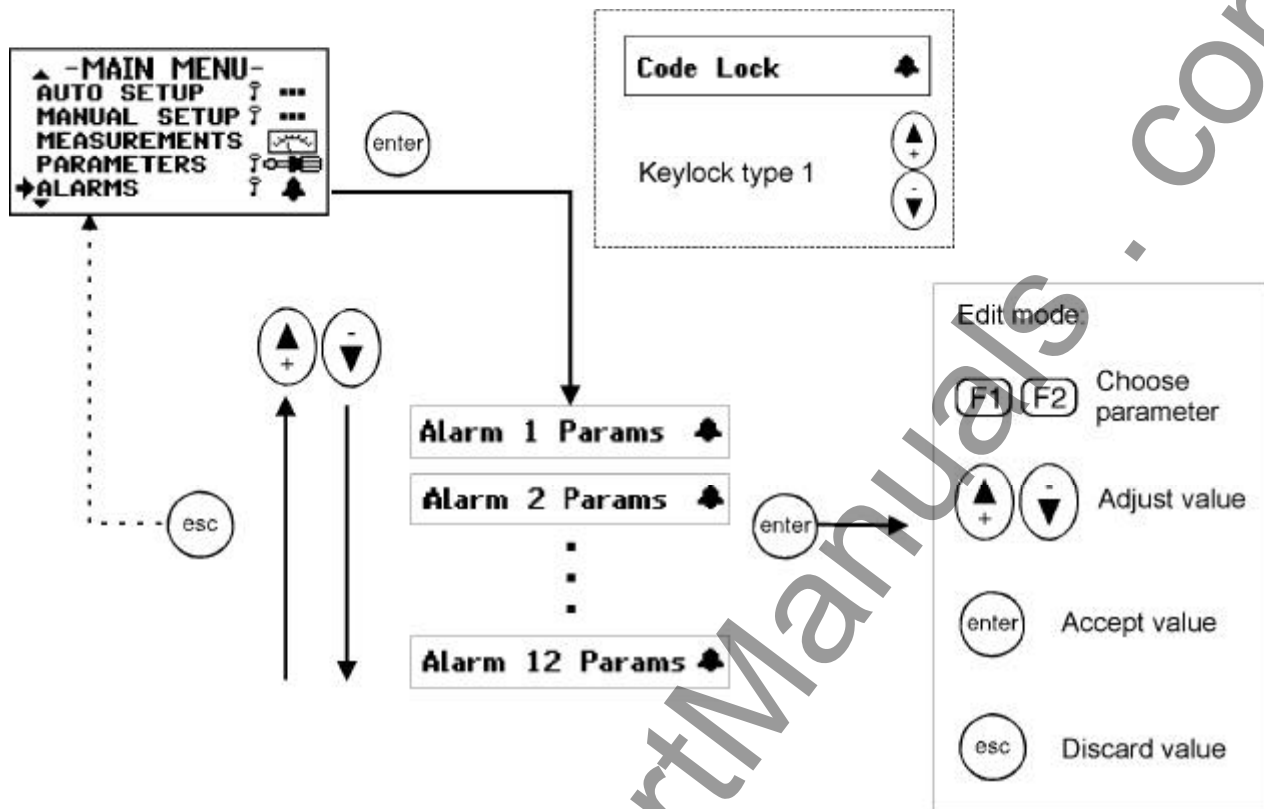 -MAIN MENU-
AUTO SETUP
MANUAL SETUP
MEASUREMENTS
PARAMETERS
ALARMS
enter
Code Lock
Keylock type 1
+
-
+
-
esc
Alarm 1 Params
Alarm 2 Params
Alarm 12 Params
enter
Edit mode:
F1 F2 Choose
parameter
+
-
Adjust value
enter Accept value
esc Discard value
rtManuals . co